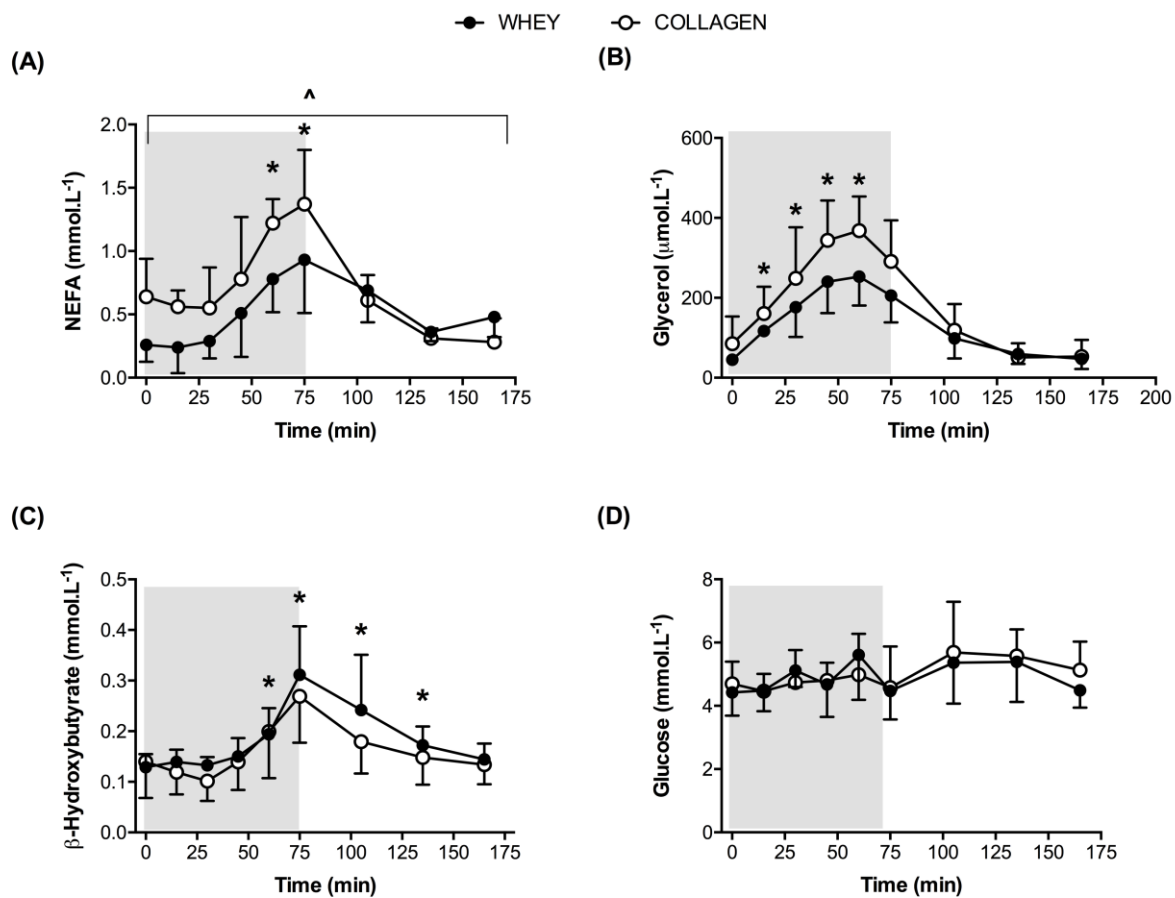 WHEY COLLAGEN
(A)
^
* *
NEFA (mmol.L-1)
2.0
1.5
1.0
0.5
0.0
0 25 50 75 100 125 150 175
Time (min)
(B)
* * * *
Glycerol (μmol.L-1)
600
400
200
0
0 25 50 75 100 125 150 175 200
Time (min)
(C)
* * * *
β-Hydroxybutyrate (mmol.L-1)
0.5
0.4
0.3
0.2
0.1
0.0
0 25 50 75 100 125 150 175
Time (min)
(D)
Glucose (mmol.L-1)
8
6
4
2
0
0 25 50 75 100 125 150 175
Time (min)